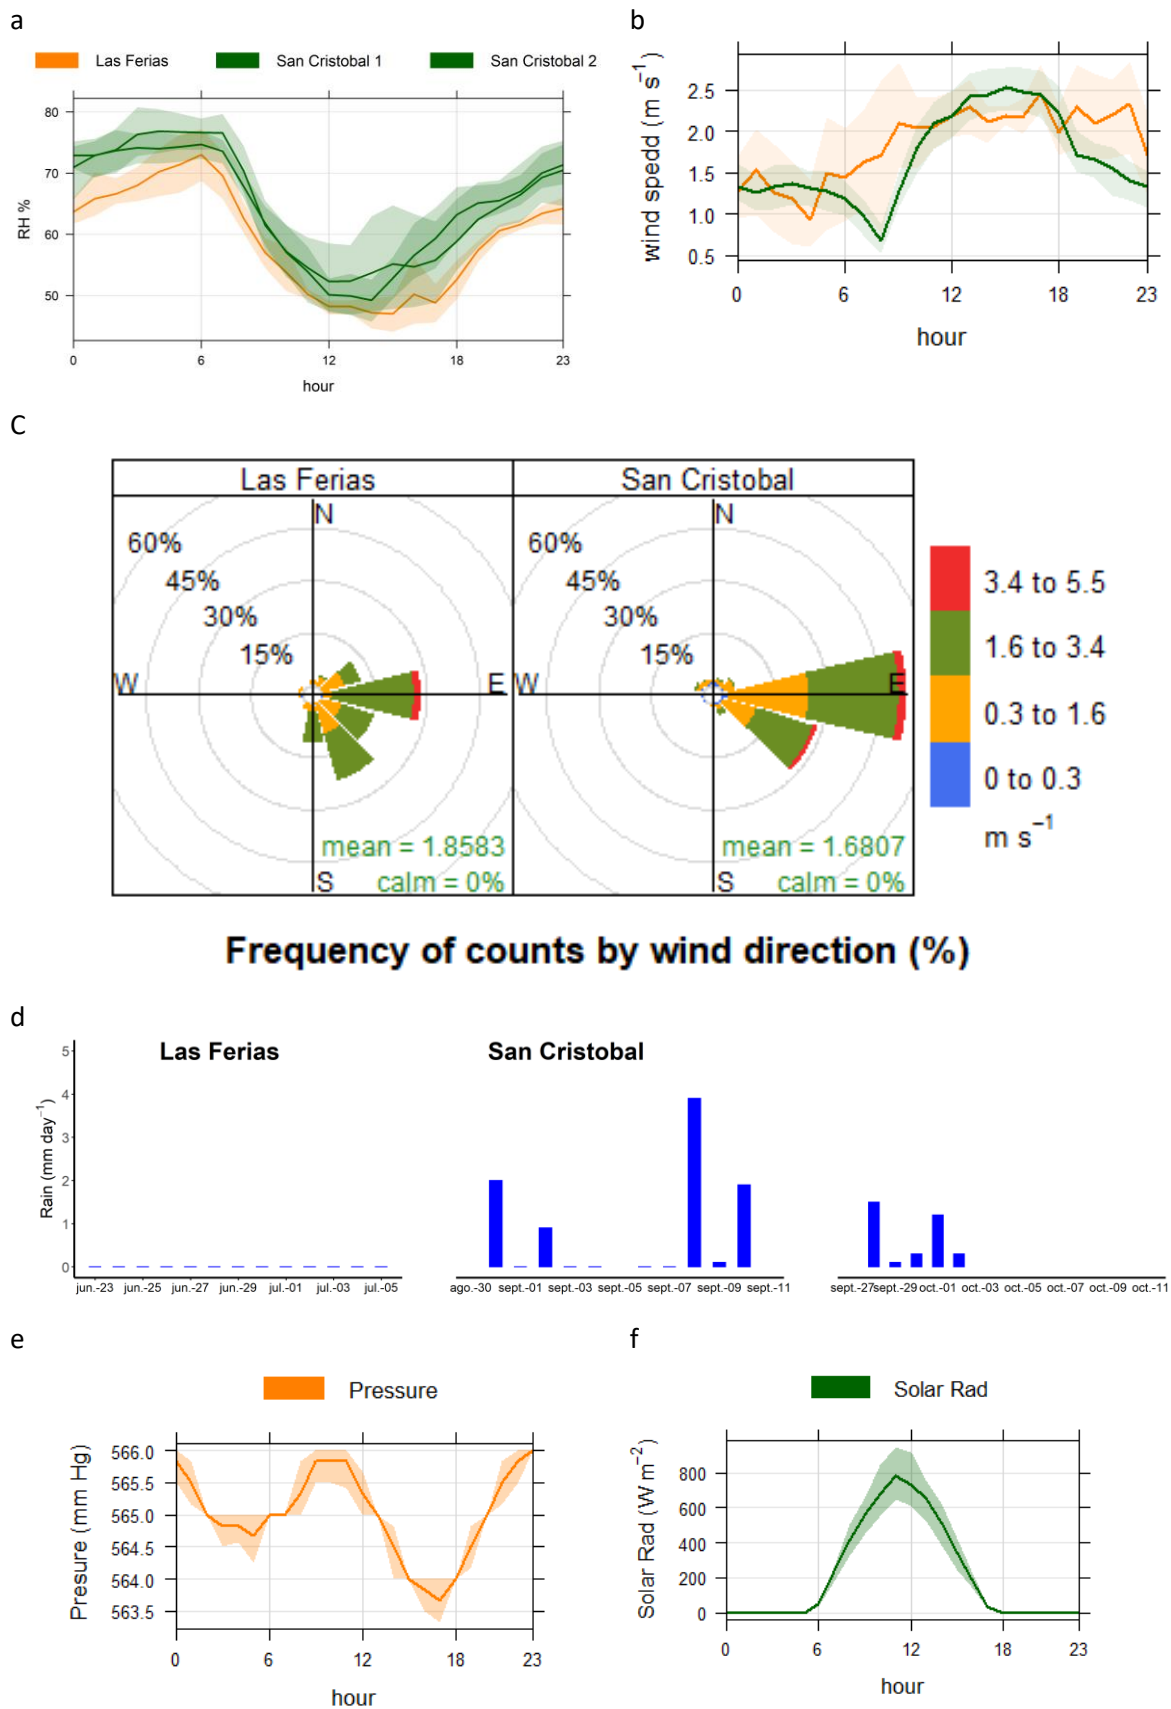 a
Las Ferias San Cristobal 1 San Cristobal 2
80
70
60
50
RH %
0 6 12 18 23
hour
b
wind spedd (m s⁻¹)
2.5
2.0
1.5
1.0
0.5
0 6 12 18 23
hour
C
Las Ferias San Cristobal
N N
60% 60%
45% 45%
30% 30%
15% 15%
W E W E
mean = 1.8583 mean = 1.6807
S calm = 0% S calm = 0%
3.4 to 5.5
1.6 to 3.4
0.3 to 1.6
0 to 0.3
m s⁻¹
Frequency of counts by wind direction (%)
d
Las Ferias San Cristobal
5
4
3
2
1
0
Rain (mm day⁻¹)
jun.-23 jun.-25 jun.-27 jun.-29 jul.-01 jul.-03 jul.-05 ago.-30 sept.-01 sept.-03 sept.-05 sept.-07 sept.-09 sept.-11 sept.-27 sept.-29 oct.-01 oct.-03 oct.-05 oct.-07 oct.-09 oct.-11
e
Pressure
Presure (mm Hg)
566.0
565.5
565.0
564.5
564.0
563.5
0 6 12 18 23
hour
f
Solar Rad
Solar Rad (W m⁻²)
800
600
400
200
0
0 6 12 18 23
hour